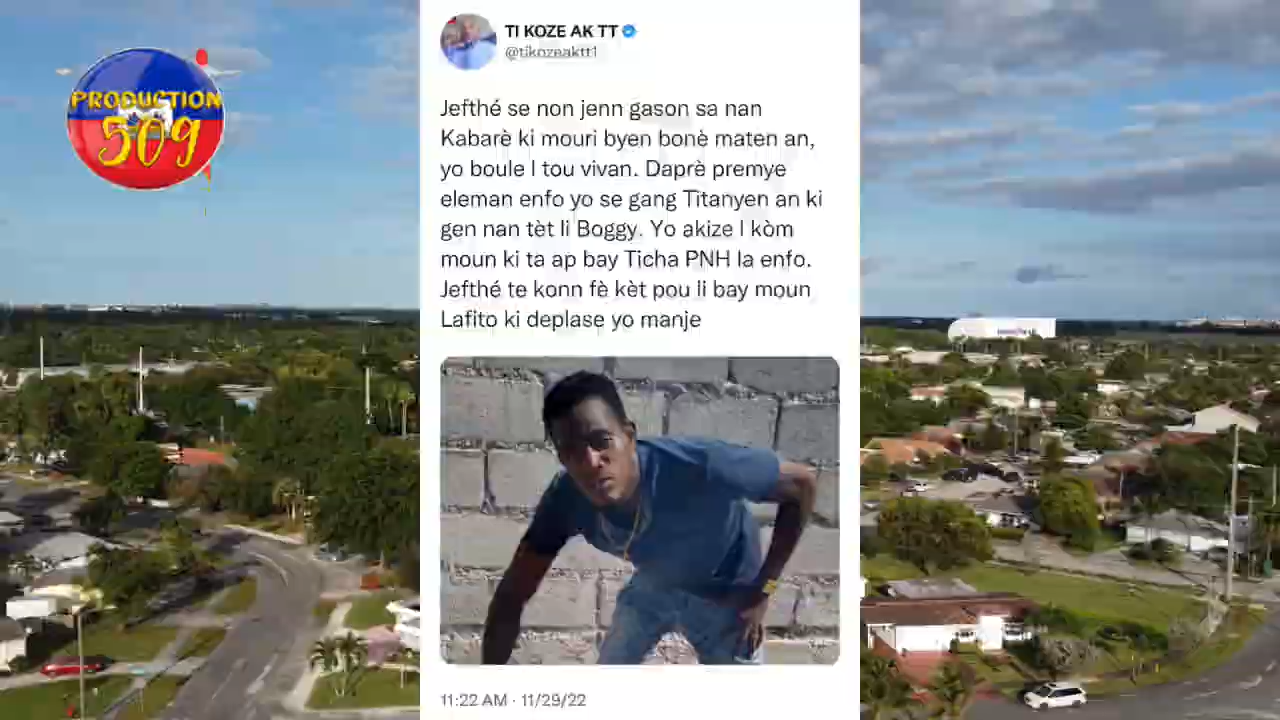 PRODUCTION
509
TI KOZE AK TT
@tikozeaktt1
Jefthé se non jenn gason sa nan
Kabarè ki mouri byen bonè maten an,
yo boule l tou vivan. Daprè premye
eleman enfo yo se gang Titanyen an ki
gen nan tèt li Boggy. Yo akize l kòm
moun ki ta ap bay Ticha PNH la enfo.
Jefthé te konn fè kèt pou li bay moun
Lafito ki deplase yo manje
11:22 AM · 11/29/22